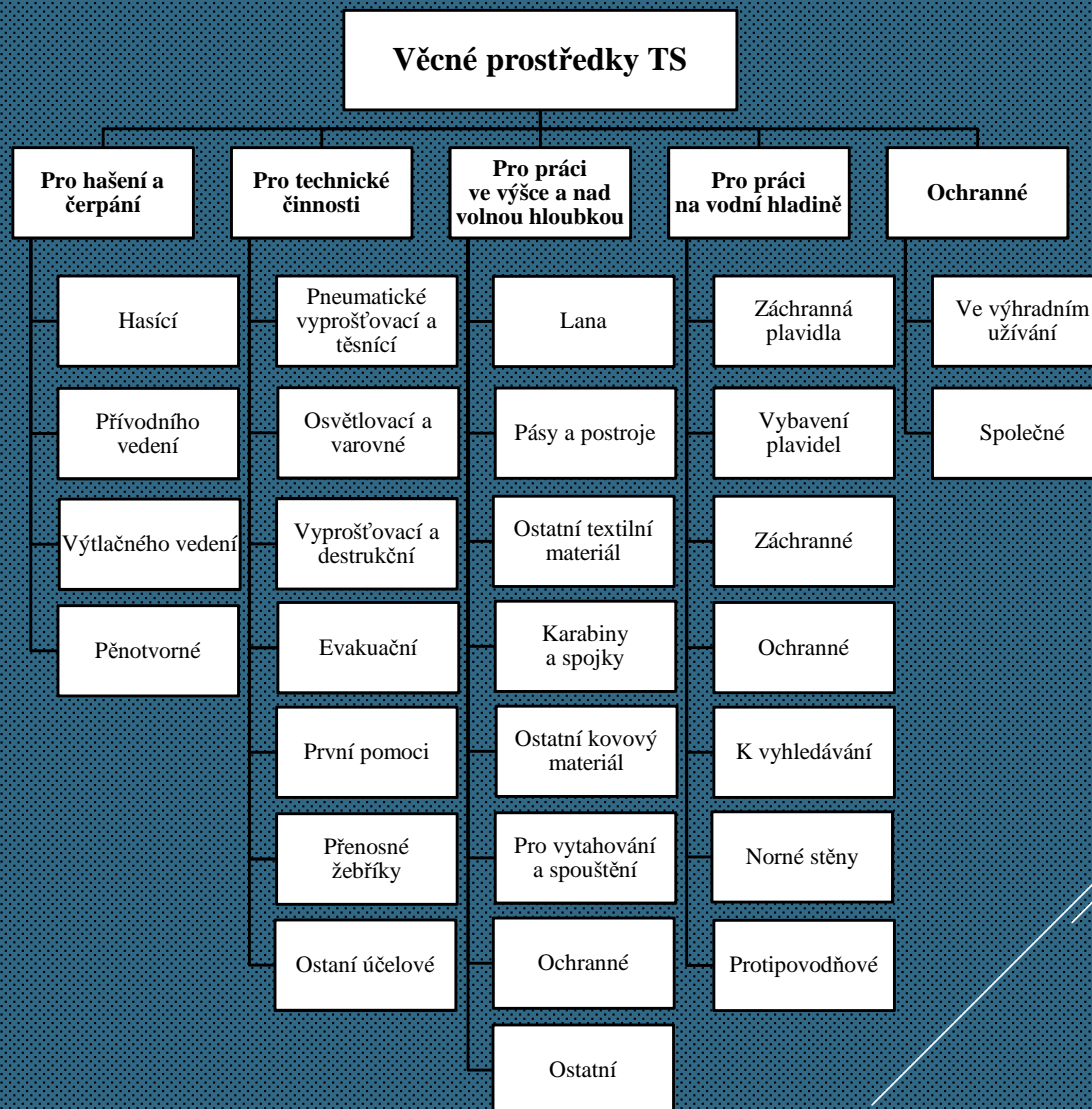 Věcné prostředky TS
Pro hašení a
čerpání
Hasící
Přívodního
vedení
Výtlačného vedení
Pěnotvorné
Pro technické
činnosti
Pneumatické
vyprošťovací a
těsnící
Osvětlovací a
varovné
Vyprošťovací a
destrukční
Evakuační
První pomoci
Přenosné
žebříky
Ostaní účelové
Pro práci
ve výšce a nad
volnou hloubkou
Lana
Pásy a postroje
Ostatní textilní
materiál
Karabiny
a spojky
Ostatní kovový
materiál
Pro vytahování
a spouštění
Ochranné
Ostatní
Pro práci
na vodní hladině
Záchranná
plavidla
Vybavení
plavidel
Záchranné
Ochranné
K vyhledávání
Norné stěny
Protipovodňové
Ochranné
Ve výhradním
užívání
Společné